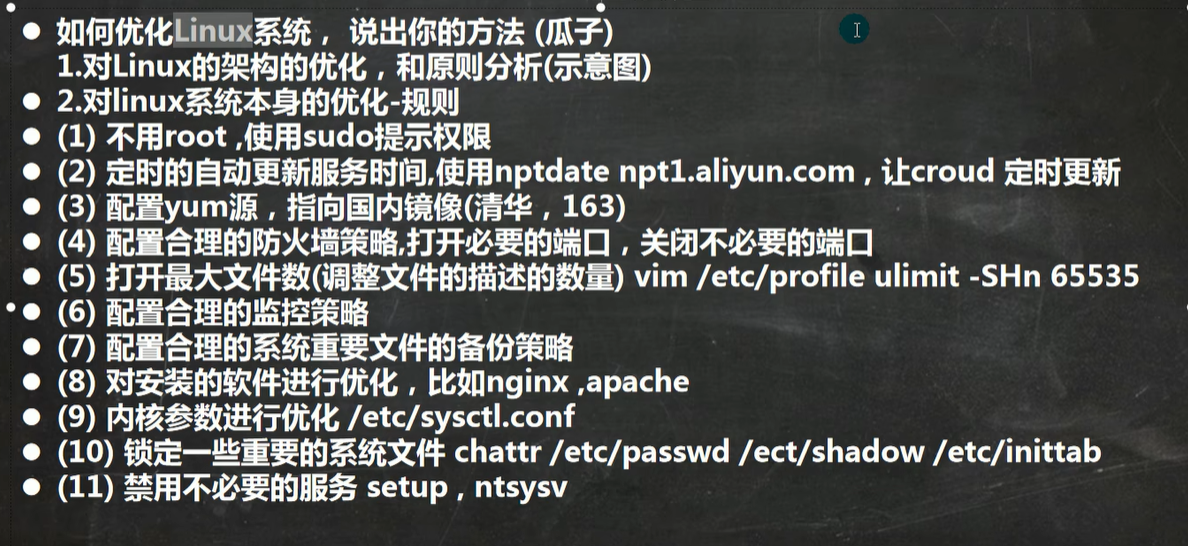 ● 如何优化Linux系统， 说出你的方法 (瓜子)
1.对Linux的架构的优化，和原则分析(示意图)
● 2.对linux系统本身的优化-规则
● (1) 不用root ,使用sudo提示权限
● (2) 定时的自动更新服务时间,使用nptdate npt1.aliyun.com , 让croud 定时更新
● (3) 配置yum源，指向国内镜像(清华，163)
● (4) 配置合理的防火墙策略,打开必要的端口，关闭不必要的端口
● (5) 打开最大文件数(调整文件的描述的数量) vim /etc/profile ulimit -SHn 65535
● (6) 配置合理的监控策略
● (7) 配置合理的系统重要文件的备份策略
● (8) 对安装的软件进行优化，比如nginx ,apache
● (9) 内核参数进行优化 /etc/sysctl.conf
● (10) 锁定一些重要的系统文件 chattr /etc/passwd /ect/shadow /etc/inittab
● (11) 禁用不必要的服务 setup , ntsysv